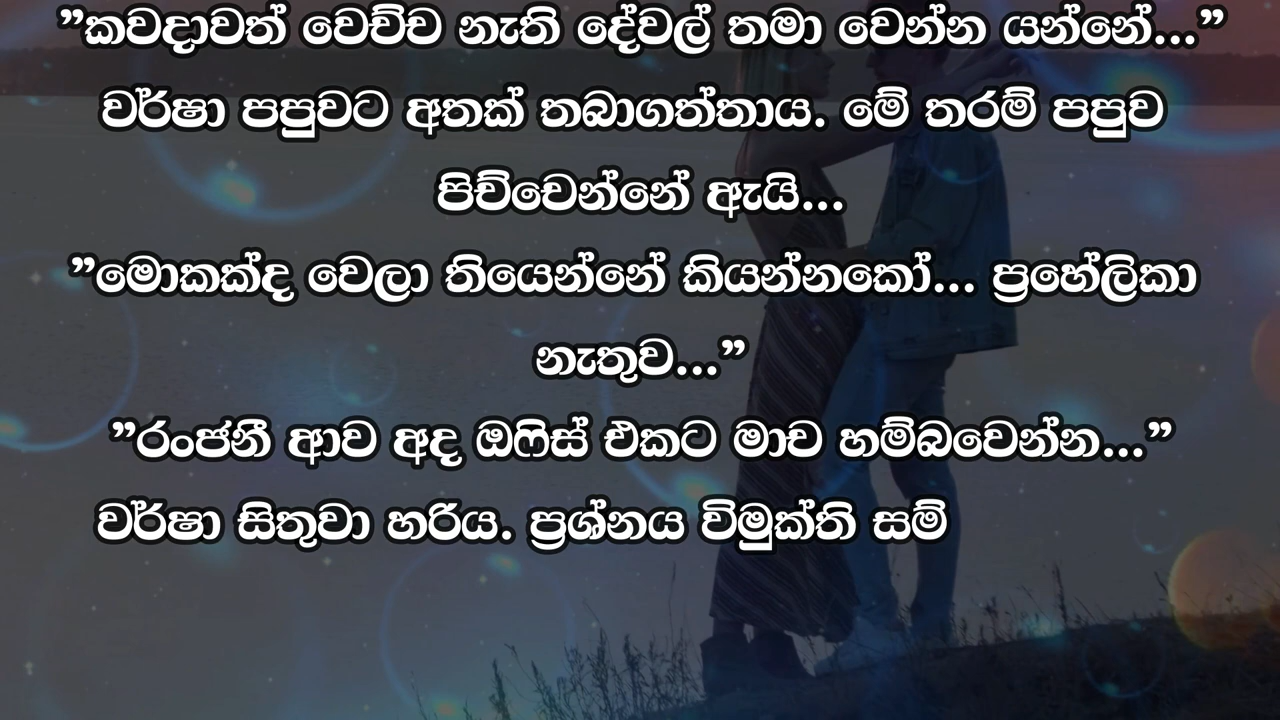 ”කවදාවත් වෙච්ච නැති දේවල් තමා වෙන්න යන්නේ...”
වර්ෂා පපුවට අතක් තබාගත්තාය. මේ තරම් පපුව
පිච්චෙන්නේ ඇයි...
”මොකක්ද වෙලා තියෙන්නේ කියන්නකෝ... ප්‍රහේලිකා
නැතුව...”
”රංජනී ආව අද ඔෆිස් එකට මාව හම්බවෙන්න...”
වර්ෂා සිතුවා හරිය. ප්‍රශ්නය විමුක්ති සම්